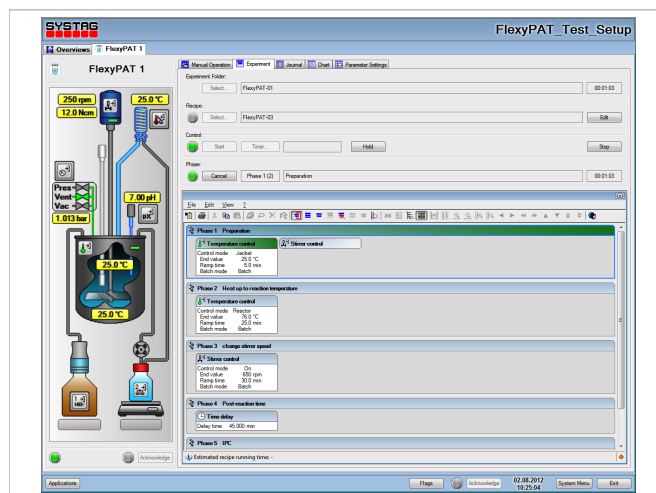 SYSTAG
FlexyPAT_Test_Setup
Overviews FlexyPAT 1
FlexyPAT 1
Manual Operation Experiment Journal Chart Parameter Settings
Experiment Folder:
Select... FlexyPAT-01 00:01:03
Recipe:
Select... FlexyPAT-03 Edit
Control:
Start Timer... Hold Stop
Phase:
Cancel Phase 1 (2) Preparation 00:01:03
250 rpm
12.0 Ncm
25.0 °C
Pres
Vent
Vac
1.013 bar
7.00 pH
pX
25.0 °C
25.0 °C
File Edit View ?
Phase 1 Preparation
Temperature control Stirrer control
Control mode Jacket
End value 25.0 °C
Ramp time 5.0 min
Batch mode Batch
Phase 2 Heat up to reaction temperature
Temperature control
Control mode Reactor
End value 76.0 °C
Ramp time 25.0 min
Batch mode Batch
Phase 3 change stirrer speed
Stirrer control
Control mode On
End value 650 rpm
Ramp time 30.0 min
Batch mode Batch
Phase 4 Post-reaction time
Time delay
Delay time 45.000 min
Phase 5 IPC
Estimated recipe running time: -
Acknowledge
Applications Flags Acknowledge 02.08.2012 System Menu Exit
10:25:04